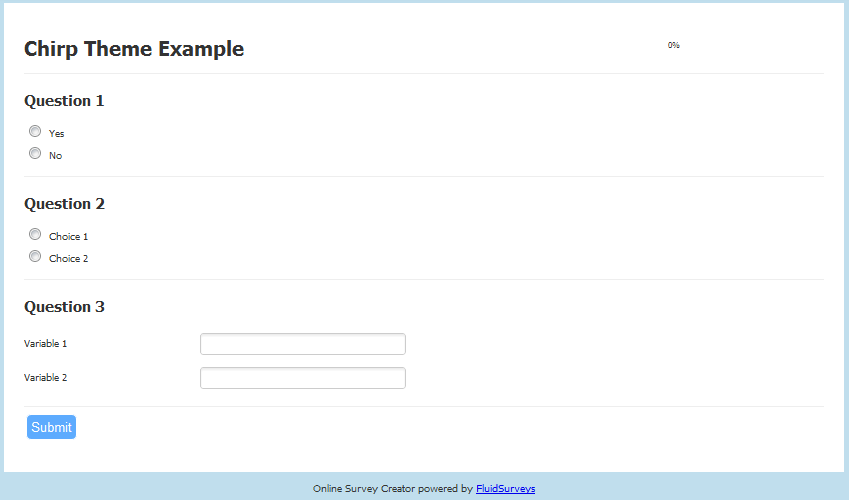 Chirp Theme Example
0%
Question 1
Yes
No
Question 2
Choice 1
Choice 2
Question 3
Variable 1
Variable 2
Submit
Online Survey Creator powered by FluidSurveys